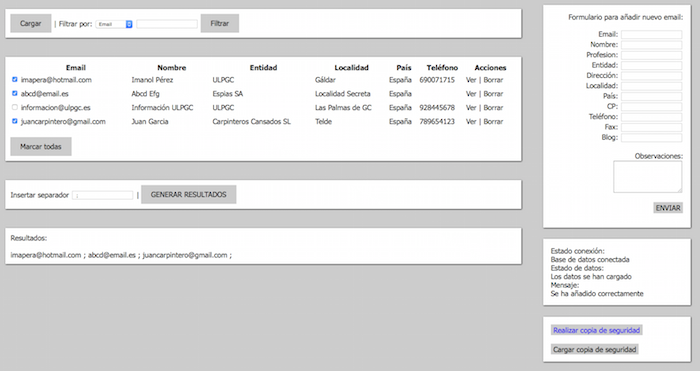 Cargar | Filtrar por: Email Filtrar
Email Nombre Entidad Localidad País Teléfono Acciones
imapera@hotmail.com Imanol Pérez ULPGC Gáldar España 690071715 Ver | Borrar
abcd@email.es Abcd Efg Espias SA Localidad Secreta España Ver | Borrar
informacion@ulpgc.es Información ULPGC ULPGC Las Palmas de GC España 928445678 Ver | Borrar
juancarpintero@gmail.com Juan Garcia Carpinteros Cansados SL Telde España 789654123 Ver | Borrar
Marcar todas
Insertar separador ; | GENERAR RESULTADOS
Resultados:
imapera@hotmail.com ; abcd@email.es ; juancarpintero@gmail.com ;
Formulario para añadir nuevo email:
Email:
Nombre:
Profesion:
Entidad:
Dirección:
Localidad:
País:
CP:
Teléfono:
Fax:
Blog:
Observaciones:
ENVIAR
Estado conexión:
Base de datos conectada
Estado de datos:
Los datos se han cargado
Mensaje:
Se ha añadido correctamente
Realizar copia de seguridad
Cargar copia de seguridad